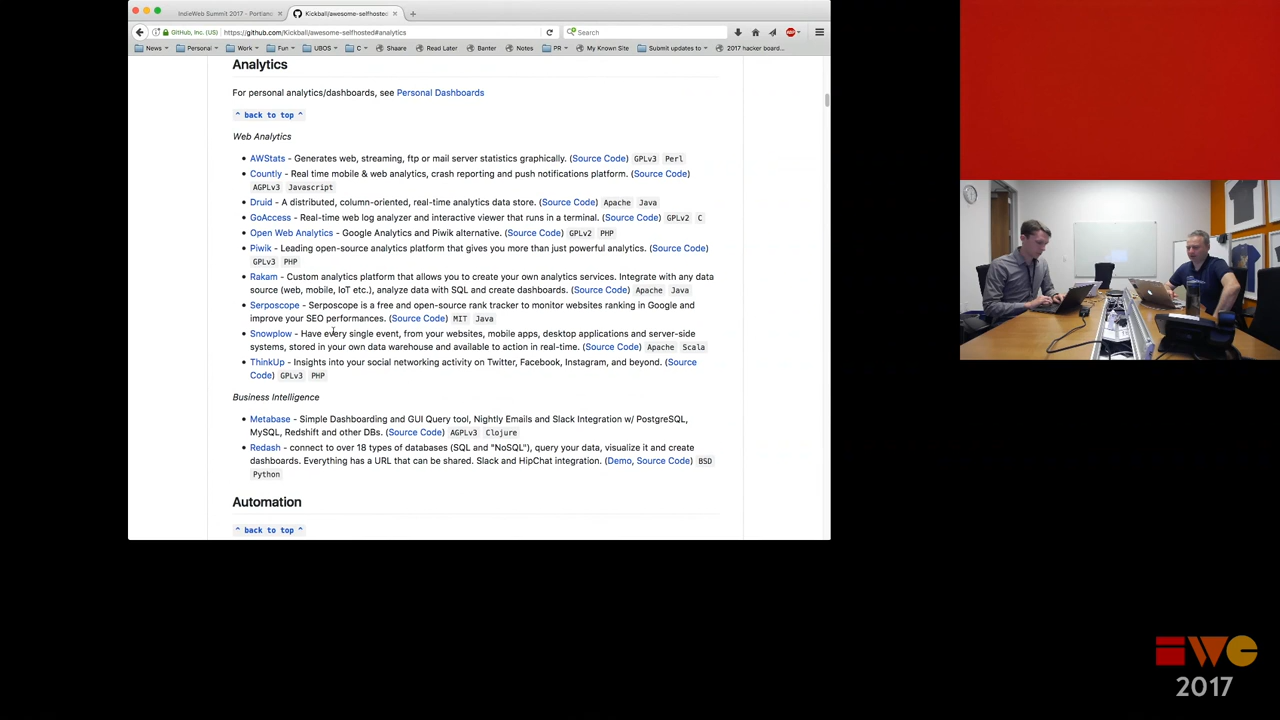 IndieWeb Summit 2017 - Portlan
Kickball/awesome-selfhosted
GitHub, Inc. (US)
https://github.com/Kickball/awesome-selfhosted#analytics
Search
News
Personal
Work
Fun
UBOS
C
Shaare
Read Later
Banter
Notes
PR
My Known Site
Submit updates to
2017 hacker board...
Analytics
For personal analytics/dashboards, see Personal Dashboards
^ back to top ^
Web Analytics
AWStats - Generates web, streaming, ftp or mail server statistics graphically. (Source Code) GPLv3 Perl
Countly - Real time mobile & web analytics, crash reporting and push notifications platform. (Source Code)
AGPLv3 Javascript
Druid - A distributed, column-oriented, real-time analytics data store. (Source Code) Apache Java
GoAccess - Real-time web log analyzer and interactive viewer that runs in a terminal. (Source Code) GPLv2 C
Open Web Analytics - Google Analytics and Piwik alternative. (Source Code) GPLv2 PHP
Piwik - Leading open-source analytics platform that gives you more than just powerful analytics. (Source Code)
GPLv3 PHP
Rakam - Custom analytics platform that allows you to create your own analytics services. Integrate with any data
source (web, mobile, IoT etc.), analyze data with SQL and create dashboards. (Source Code) Apache Java
Serposcope - Serposcope is a free and open-source rank tracker to monitor websites ranking in Google and
improve your SEO performances. (Source Code) MIT Java
Snowplow - Have every single event, from your websites, mobile apps, desktop applications and server-side
systems, stored in your own data warehouse and available to action in real-time. (Source Code) Apache Scala
ThinkUp - Insights into your social networking activity on Twitter, Facebook, Instagram, and beyond. (Source
Code) GPLv3 PHP
Business Intelligence
Metabase - Simple Dashboarding and GUI Query tool, Nightly Emails and Slack Integration w/ PostgreSQL,
MySQL, Redshift and other DBs. (Source Code) AGPLv3 Clojure
Redash - connect to over 18 types of databases (SQL and "NoSQL"), query your data, visualize it and create
dashboards. Everything has a URL that can be shared. Slack and HipChat integration. (Demo, Source Code) BSD
Python
Automation
^ back to top ^
IWC
2017